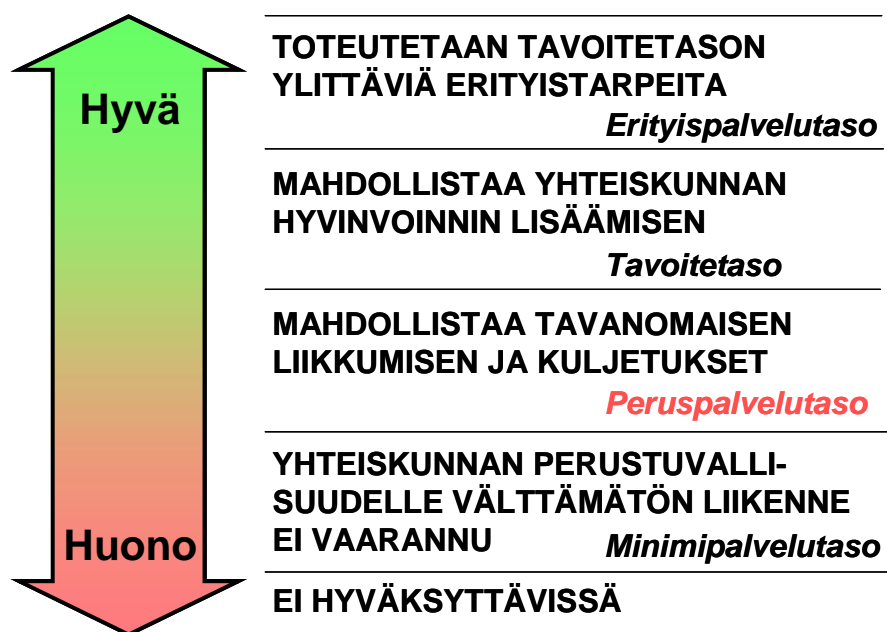 Hyvä
TOTEUTETAAN TAVOITETASON
YLITTÄVIÄ ERITYISTARPEITA
Erityispalvelutaso
MAHDOLLISTAA YHTEISKUNNAN
HYVINVOINNIN LISÄÄMISEN
Tavoitetaso
MAHDOLLISTAA TAVANOMAISEN
LIIKKUMISEN JA KULJETUKSET
Peruspalvelutaso
YHTEISKUNNAN PERUSTUVALLI-
SUUDELLE VÄLTTÄMÄTÖN LIIKENNE
EI VAARANNU Minimipalvelutaso
Huono
EI HYVÄKSYTTÄVISSÄ